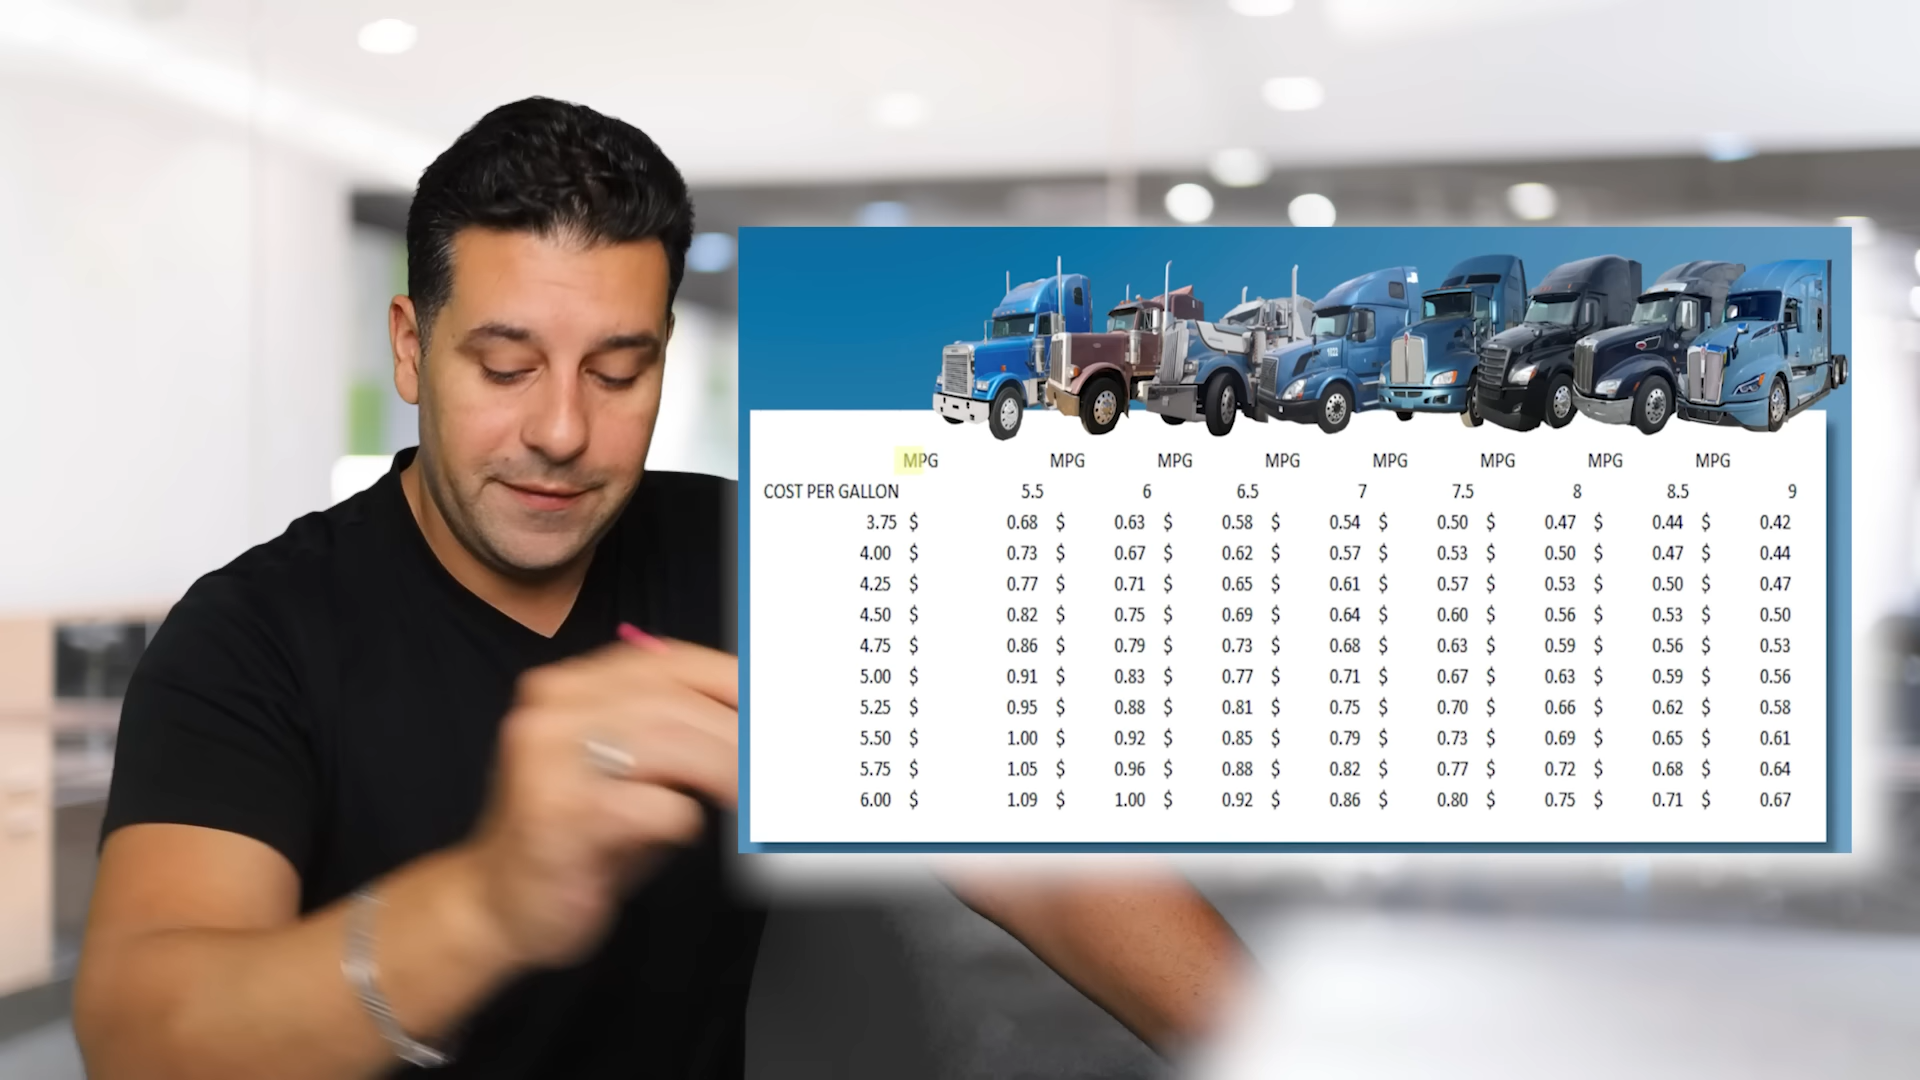 MPG MPG MPG MPG MPG MPG MPG MPG
COST PER GALLON 5.5 6 6.5 7 7.5 8 8.5 9
3.75 $ 0.68 $ 0.63 $ 0.58 $ 0.54 $ 0.50 $ 0.47 $ 0.44 $ 0.42
4.00 $ 0.73 $ 0.67 $ 0.62 $ 0.57 $ 0.53 $ 0.50 $ 0.47 $ 0.44
4.25 $ 0.77 $ 0.71 $ 0.65 $ 0.61 $ 0.57 $ 0.53 $ 0.50 $ 0.47
4.50 $ 0.82 $ 0.75 $ 0.69 $ 0.64 $ 0.60 $ 0.56 $ 0.53 $ 0.50
4.75 $ 0.86 $ 0.79 $ 0.73 $ 0.68 $ 0.63 $ 0.59 $ 0.56 $ 0.53
5.00 $ 0.91 $ 0.83 $ 0.77 $ 0.71 $ 0.67 $ 0.63 $ 0.59 $ 0.56
5.25 $ 0.95 $ 0.88 $ 0.81 $ 0.75 $ 0.70 $ 0.66 $ 0.62 $ 0.58
5.50 $ 1.00 $ 0.92 $ 0.85 $ 0.79 $ 0.73 $ 0.69 $ 0.65 $ 0.61
5.75 $ 1.05 $ 0.96 $ 0.88 $ 0.82 $ 0.77 $ 0.72 $ 0.68 $ 0.64
6.00 $ 1.09 $ 1.00 $ 0.92 $ 0.86 $ 0.80 $ 0.75 $ 0.71 $ 0.67